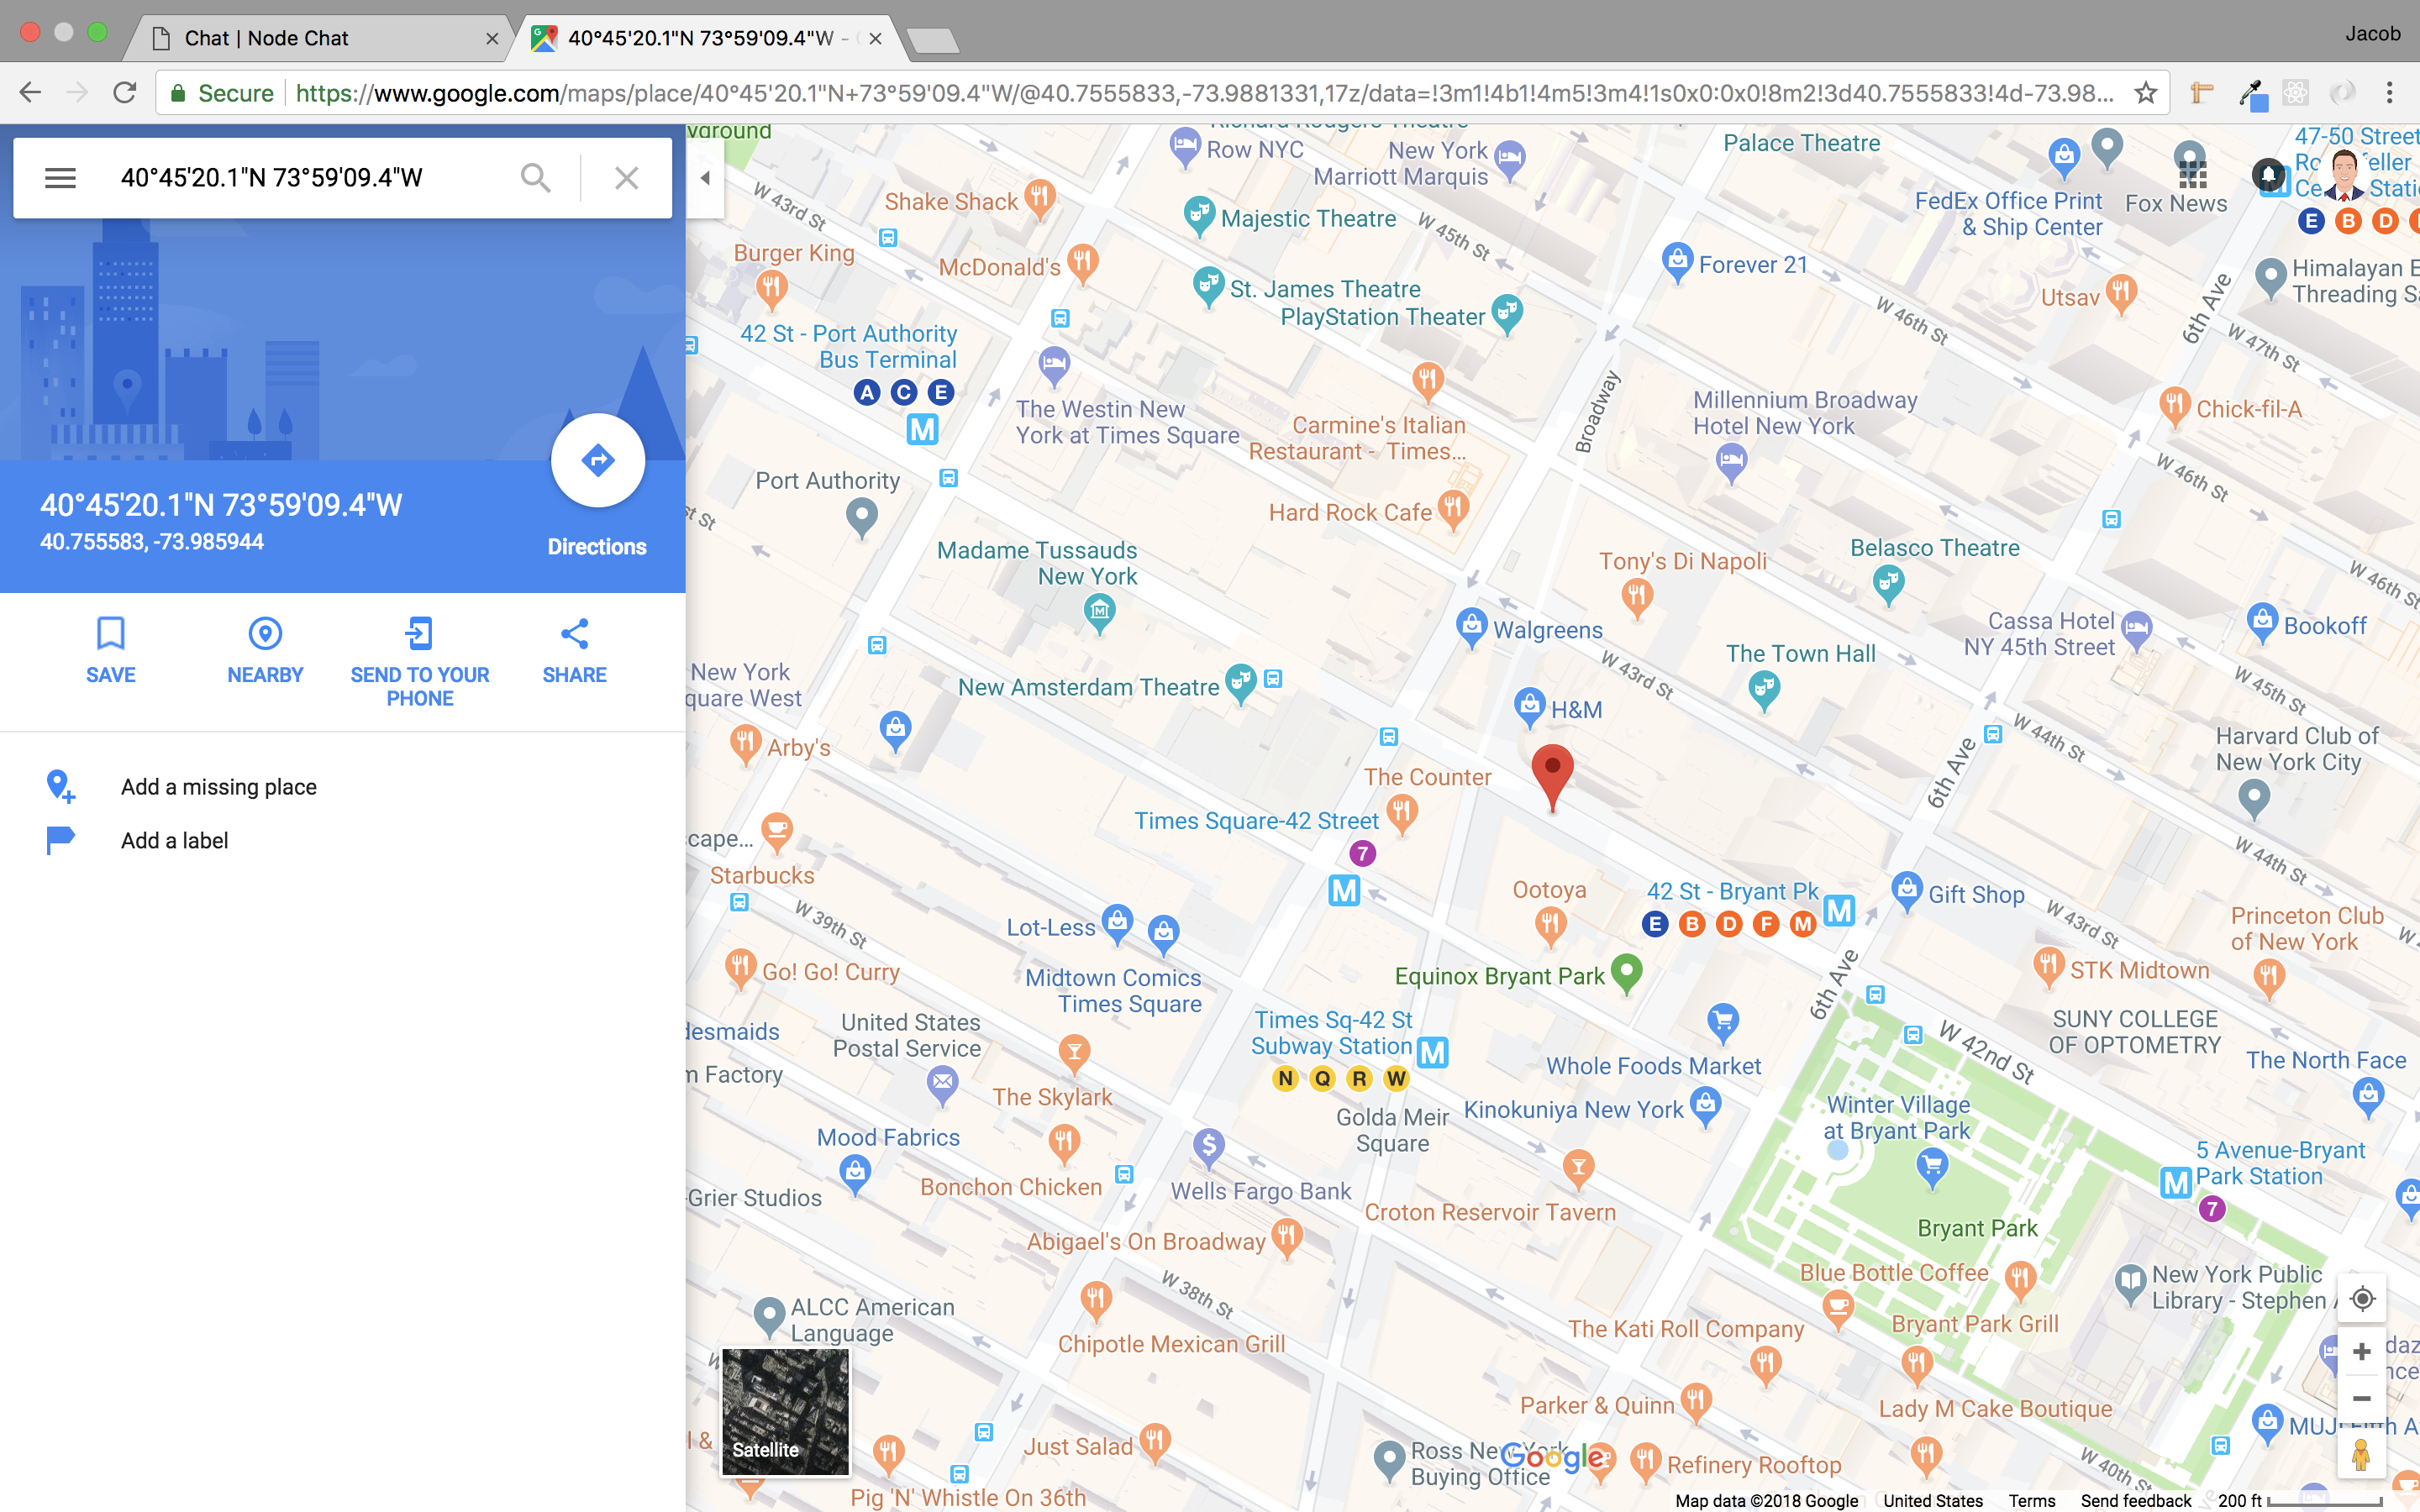 Chat | Node Chat
40°45'20.1"N 73°59'09.4"W -
Jacob
Secure
https://www.google.com/maps/place/40°45'20.1"N+73°59'09.4"W/@40.7555833,-73.9881331,17z/data=!3m1!4b1!4m5!3m4!1s0x0:0x0!8m2!3d40.7555833!4d-73.98...
40°45'20.1"N 73°59'09.4"W
40°45'20.1"N 73°59'09.4"W
40.755583, -73.985944
Directions
SAVE
NEARBY
SEND TO YOUR
PHONE
SHARE
Add a missing place
Add a label
Row NYC
New York
Marriott Marquis
Palace Theatre
47-50 Street
FedEx Office Print
& Ship Center
Fox News
E B D
W 43rd St
Shake Shack
Majestic Theatre
W 45th St
Burger King
McDonald's
Forever 21
St. James Theatre
PlayStation Theater
Utsav
W 46th St
6th Ave
Himalayan E
Threading Sa
W 47th St
42 St - Port Authority
Bus Terminal
A C E
M
The Westin New
York at Times Square
Carmine's Italian
Restaurant - Times...
Broadway
Millennium Broadway
Hotel New York
Chick-fil-A
W 46th St
Port Authority
Hard Rock Cafe
st St
Madame Tussauds
New York
Tony's Di Napoli
Belasco Theatre
W 46th St
Walgreens
Cassa Hotel
NY 45th Street
Bookoff
New York
quare West
New Amsterdam Theatre
W 43rd St
The Town Hall
W 45th St
H&M
Arby's
The Counter
6th Ave
W 44th St
Harvard Club of
New York City
Times Square-42 Street
7
M
cape...
Starbucks
W 44th St
Ootoya
42 St - Bryant Pk
M
E B D F M
Gift Shop
W 43rd St
Princeton Club
of New York
W 39th St
Lot-Less
Go! Go! Curry
Midtown Comics
Times Square
Equinox Bryant Park
6th Ave
STK Midtown
desmaids
United States
Postal Service
Times Sq-42 St
Subway Station
M
N Q R W
W 42nd St
SUNY COLLEGE
OF OPTOMETRY
The North Face
m Factory
The Skylark
Whole Foods Market
Golda Meir
Square
Kinokuniya New York
Winter Village
at Bryant Park
Mood Fabrics
5 Avenue-Bryant
Park Station
M
7
-Grier Studios
Bonchon Chicken
Wells Fargo Bank
Croton Reservoir Tavern
Bryant Park
Abigael's On Broadway
Blue Bottle Coffee
New York Public
Library - Stephen A
W 38th St
ALCC American
Language
Chipotle Mexican Grill
The Kati Roll Company
Bryant Park Grill
Parker & Quinn
Lady M Cake Boutique
Satellite
l &
Just Salad
Ross New York
Buying Office
Google
Refinery Rooftop
W 40th St
Pig 'N' Whistle On 36th
Map data ©2018 Google
United States
Terms
Send feedback
200 ft